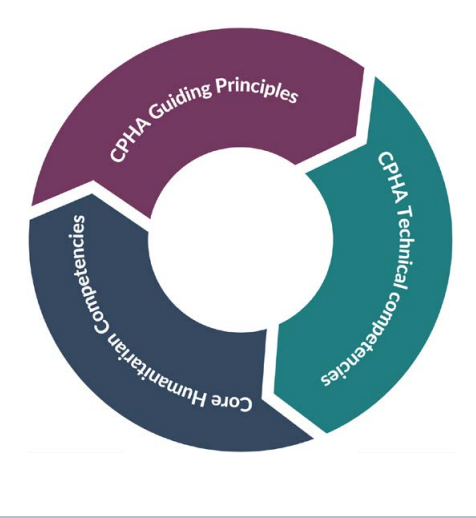 CPHA Guiding Principles
CPHA Technical competencies
Core Humanitarian Competencies